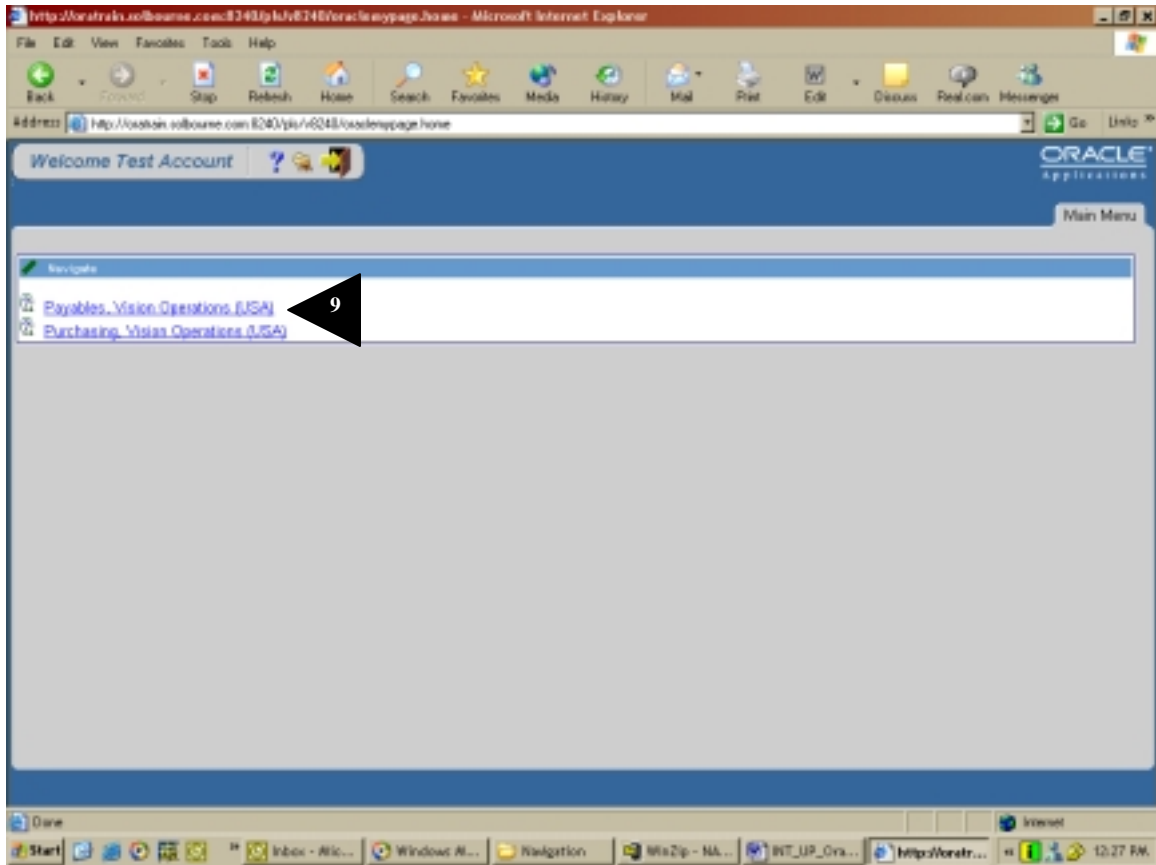 http://oratrain.solbourne.com:8240/pls/v8240/oraclemypage.home - Microsoft Internet Explorer
File Edit View Favorites Tools Help
Back Forward Stop Refresh Home Search Favorites Media History Mail Print Edit Discuss Real.com Messenger
Address http://oratrain.solbourne.com:8240/pls/v8240/oraclemypage.home Go Links »
Welcome Test Account ?
ORACLE
Applications
Main Menu
Navigate
Payables, Vision Operations (USA)
9
Purchasing, Vision Operations (USA)
Done Internet
Start » Inbox - Mic... Windows M... Navigation WinZip - NA... INT_UP_Ora... http://oratr... « 12:27 PM